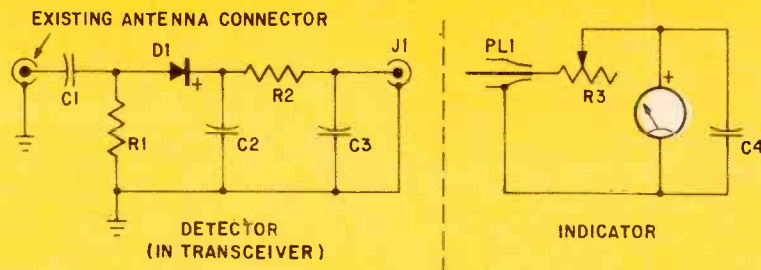 EXISTING ANTENNA CONNECTOR
D1
J1
PL1
+
+
C1
R2
R3
R1
C2
C3
C4
DETECTOR
(IN TRANSCEIVER)
INDICATOR